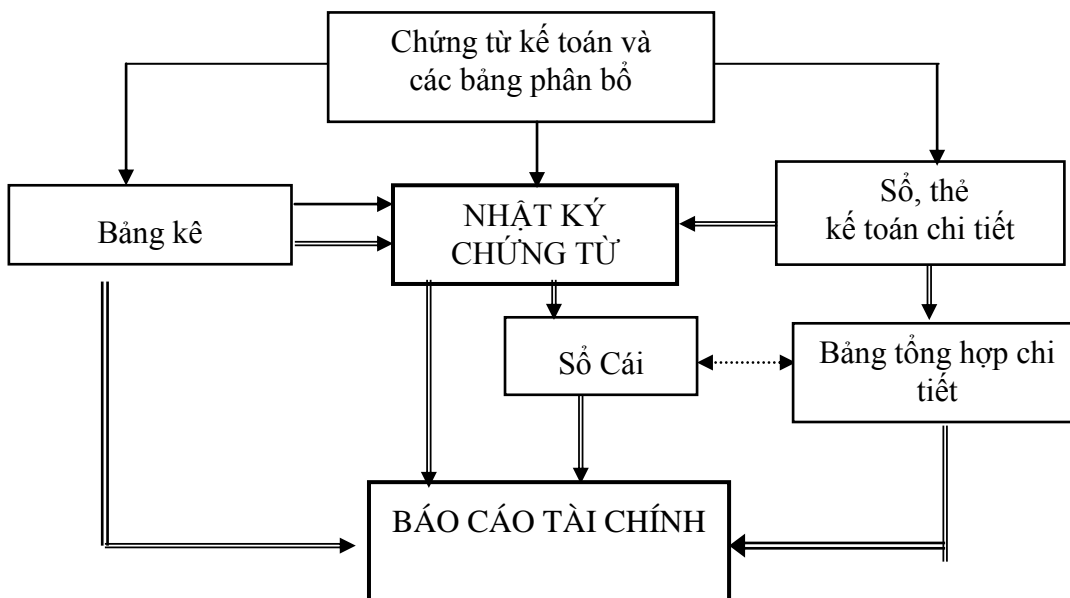 Chứng từ kế toán và
các bảng phân bổ
Bảng kê
NHẬT KÝ
CHỨNG TỪ
Sổ, thẻ
kế toán chi tiết
Sổ Cái
Bảng tổng hợp chi
tiết
BÁO CÁO TÀI CHÍNH